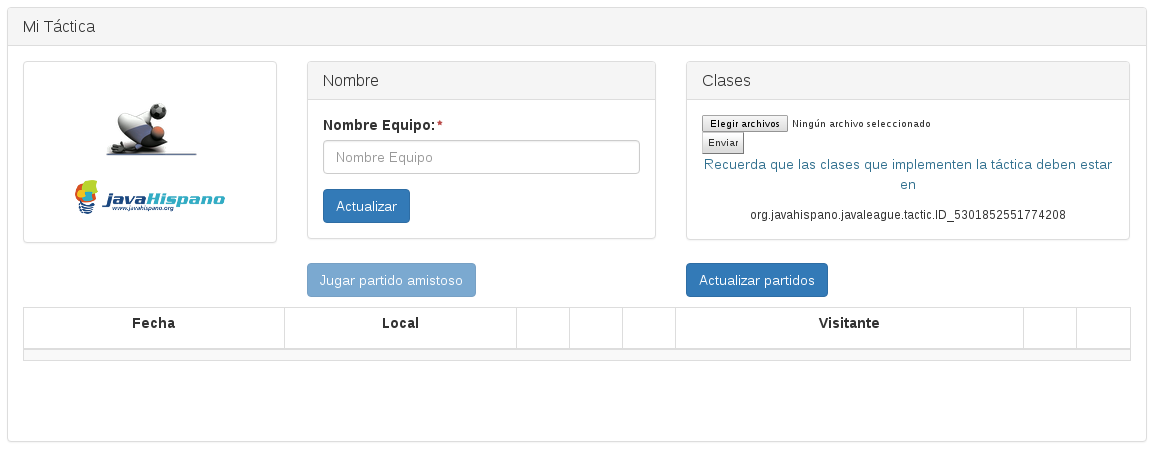 Mi Táctica
javaHispano
www.javahispano.org
Nombre
Nombre Equipo:*
Nombre Equipo
Actualizar
Clases
Elegir archivos Ningún archivo seleccionado
Enviar
Recuerda que las clases que implementen la táctica deben estar
en
org.javahispano.javaleague.tactic.ID_5301852551774208
Jugar partido amistoso
Actualizar partidos
Fecha Local Visitante